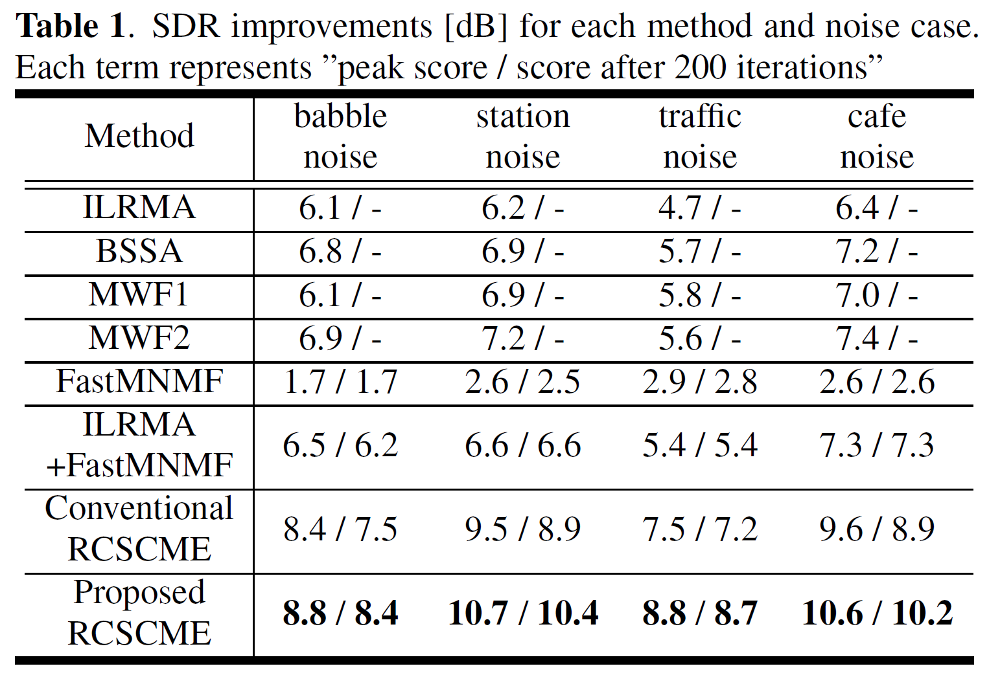 Table 1. SDR improvements [dB] for each method and noise case.
Each term represents ”peak score / score after 200 iterations”
Method babble noise station noise traffic noise cafe noise
ILRMA 6.1 / - 6.2 / - 4.7 / - 6.4 / -
BSSA 6.8 / - 6.9 / - 5.7 / - 7.2 / -
MWF1 6.1 / - 6.9 / - 5.8 / - 7.0 / -
MWF2 6.9 / - 7.2 / - 5.6 / - 7.4 / -
FastMNMF 1.7 / 1.7 2.6 / 2.5 2.9 / 2.8 2.6 / 2.6
ILRMA +FastMNMF 6.5 / 6.2 6.6 / 6.6 5.4 / 5.4 7.3 / 7.3
Conventional RCSCME 8.4 / 7.5 9.5 / 8.9 7.5 / 7.2 9.6 / 8.9
Proposed RCSCME 8.8 / 8.4 10.7 / 10.4 8.8 / 8.7 10.6 / 10.2